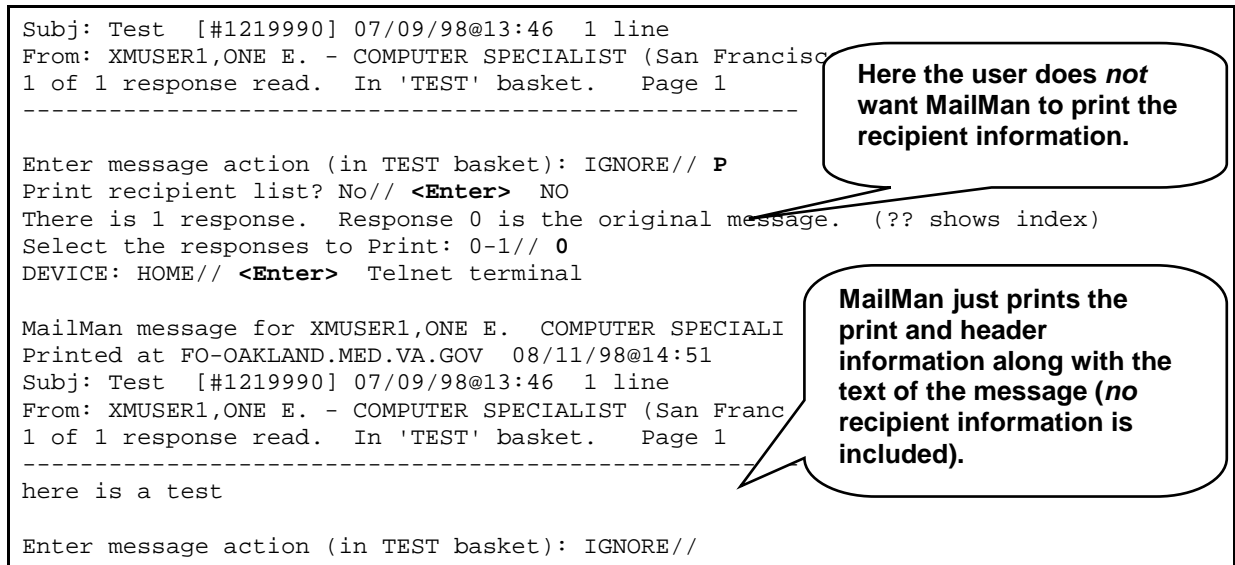 Subj: Test  [#1219990] 07/09/98@13:46  1 line
From: XMUSER1,ONE E. - COMPUTER SPECIALIST (San Francisc
1 of 1 response read.  In 'TEST' basket.   Page 1
------------------------------------------------------
Here the user does not
want MailMan to print the
recipient information.
Enter message action (in TEST basket): IGNORE// P
Print recipient list? No// <Enter>  NO
There is 1 response.  Response 0 is the original message.  (?? shows index)
Select the responses to Print: 0-1// 0
DEVICE: HOME// <Enter>  Telnet terminal
MailMan just prints the
print and header
information along with the
text of the message (no
recipient information is
included).
MailMan message for XMUSER1,ONE E.  COMPUTER SPECIALI
Printed at FO-OAKLAND.MED.VA.GOV  08/11/98@14:51
Subj: Test  [#1219990] 07/09/98@13:46  1 line
From: XMUSER1,ONE E. - COMPUTER SPECIALIST (San Franc
1 of 1 response read.  In 'TEST' basket.   Page 1
------------------------------------------------------
here is a test
Enter message action (in TEST basket): IGNORE//